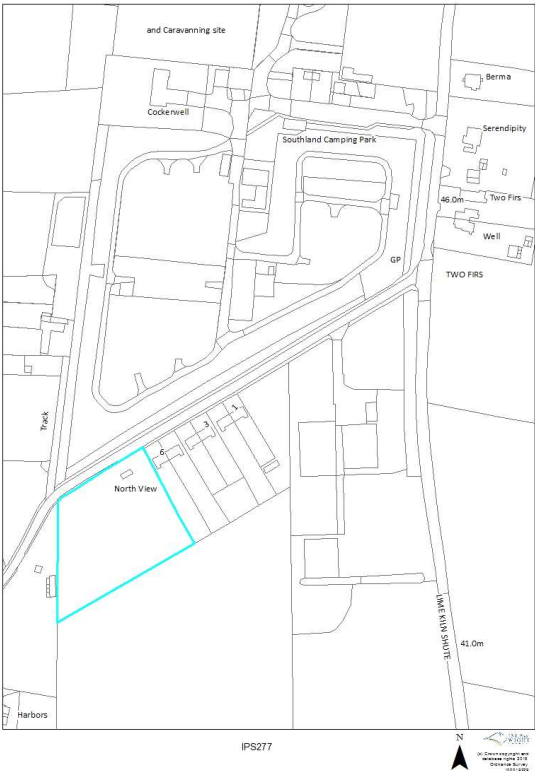 and Caravanning site
Berma
Cockerwell
Serendipity
Southland Camping Park
46.0m
Two Firs
Well
GP
TWO FIRS
Track
1
3
6
North View
LIME KILN SHUTE
41.0m
Harbors
IPS277
N
(c) Crown copyright and
database rights 2018
Ordnance Survey